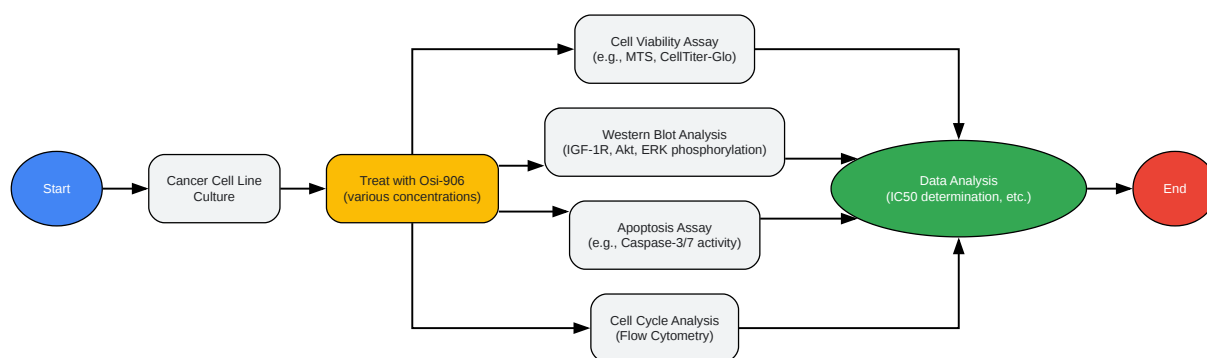 Start
Cancer Cell Line
Culture
Treat with Osi-906
(various concentrations)
Cell Viability Assay
(e.g., MTS, CellTiter-Glo)
Western Blot Analysis
(IGF-1R, Akt, ERK phosphorylation)
Apoptosis Assay
(e.g., Caspase-3/7 activity)
Cell Cycle Analysis
(Flow Cytometry)
Data Analysis
(IC50 determination, etc.)
End